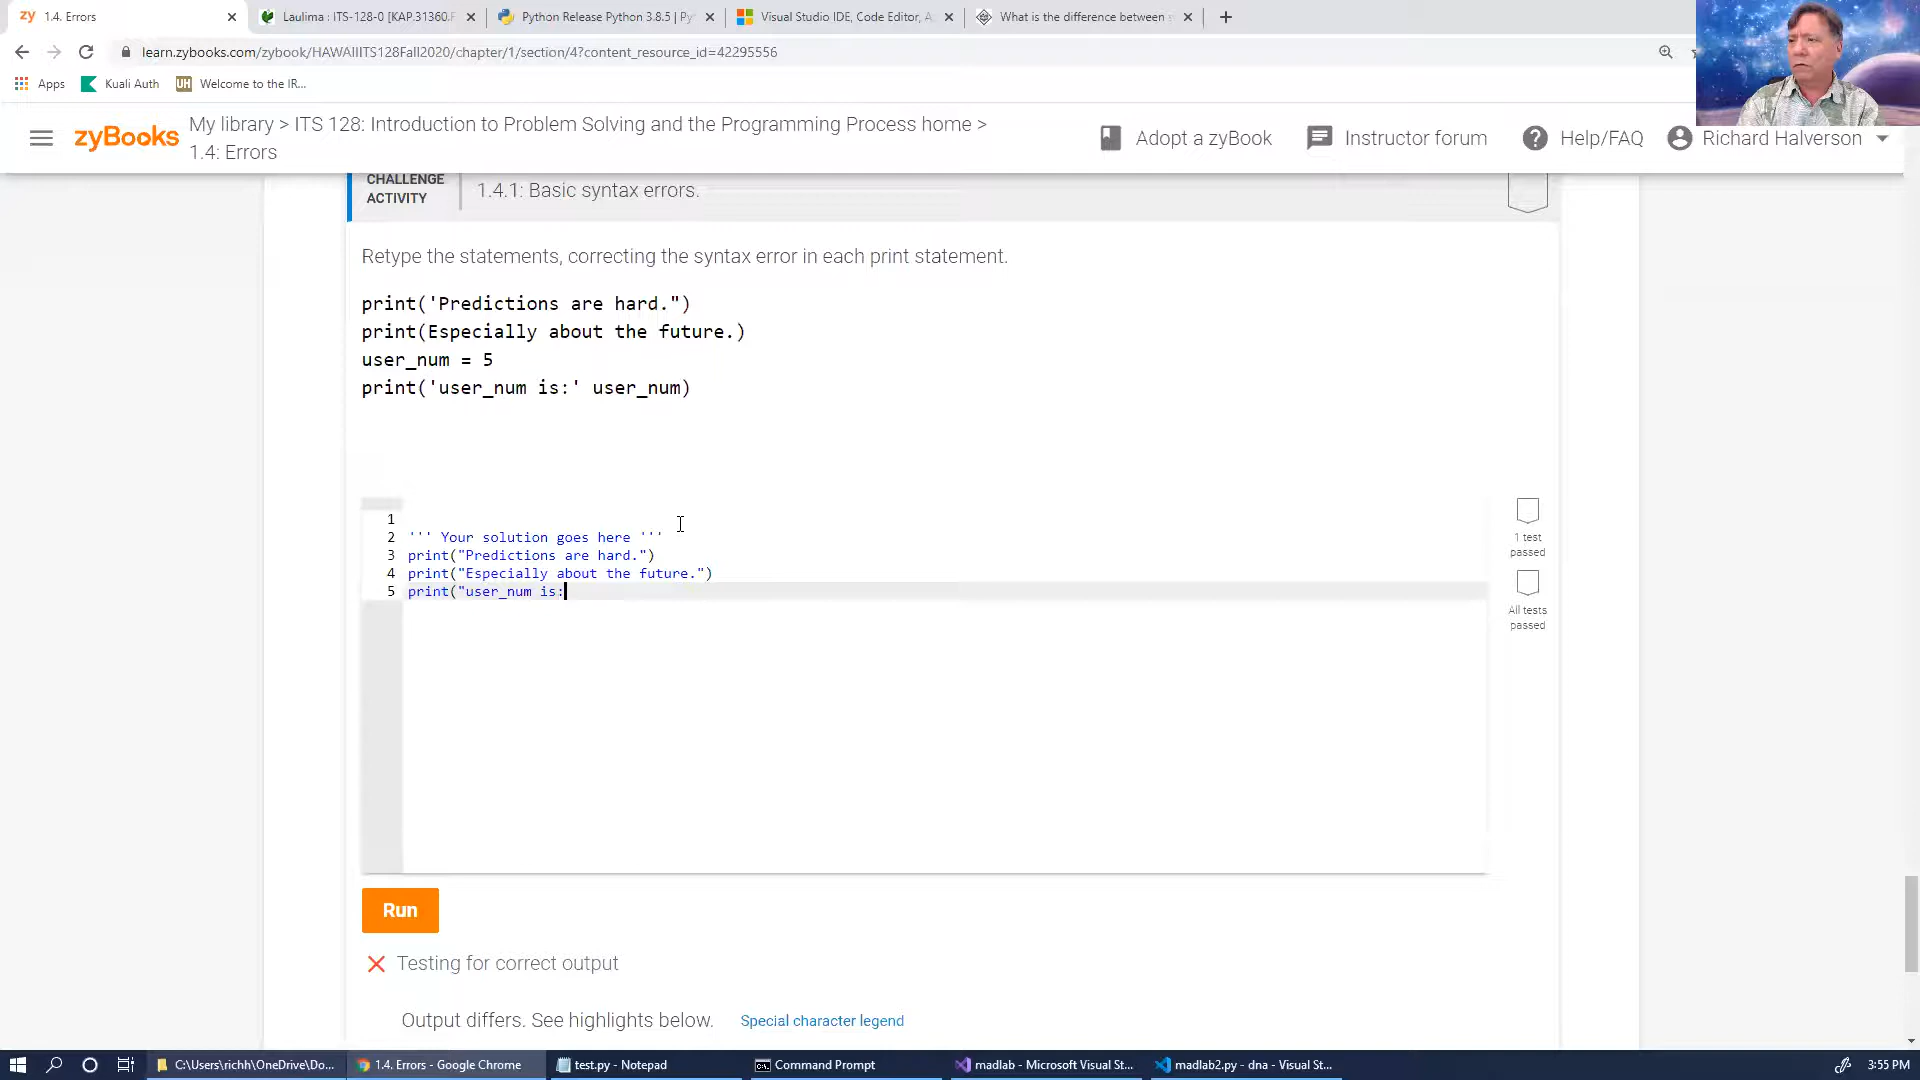 zy 1.4. Errors
Laulima : ITS-128-0 [KAP.31360.F
Python Release Python 3.8.5 | Py
Visual Studio IDE, Code Editor, A
What is the difference between
learn.zybooks.com/zybook/HAWAIIITS128Fall2020/chapter/1/section/4?content_resource_id=42295556
Apps
Kuali Auth
UH Welcome to the IR...
zyBooks
My library > ITS 128: Introduction to Problem Solving and the Programming Process home >
1.4: Errors
Adopt a zyBook
Instructor forum
Help/FAQ
Richard Halverson
CHALLENGE
ACTIVITY
1.4.1: Basic syntax errors.
Retype the statements, correcting the syntax error in each print statement.
print('Predictions are hard.")
print(Especially about the future.)
user_num = 5
print('user_num is:' user_num)
1
2 ''' Your solution goes here '''
3 print("Predictions are hard.")
4 print("Especially about the future.")
5 print("user_num is:
1 test
passed
All tests
passed
Run
Testing for correct output
Output differs. See highlights below.
Special character legend
C:\Users\richh\OneDrive\Do...
1.4. Errors - Google Chrome
test.py - Notepad
Command Prompt
madlab - Microsoft Visual St...
madlab2.py - dna - Visual St...
3:55 PM